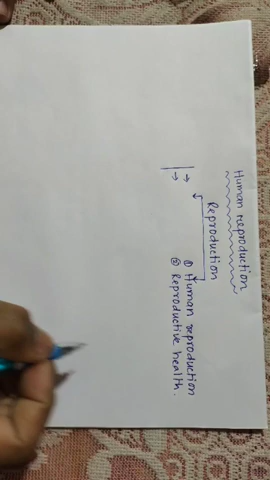 Human reproduction
Reproduction
→
→
① Human reproduction
② Reproductive health.